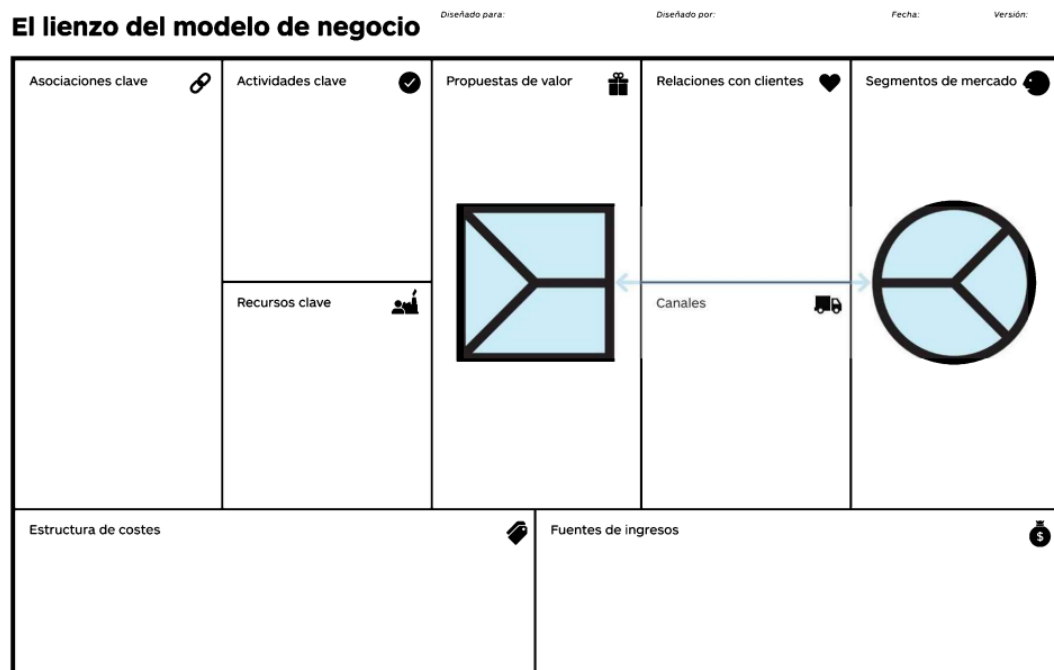 El lienzo del modelo de negocio
Diseñado para:
Diseñado por:
Fecha:
Versión:
Asociaciones clave
Actividades clave
Propuestas de valor
Relaciones con clientes
Segmentos de mercado
Recursos clave
Canales
Estructura de costes
Fuentes de ingresos
$